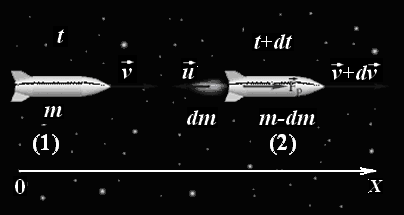 t
t+dt
v⃗
u⃗
v⃗+dv⃗
F⃗p
m
dm
m-dm
(1)
(2)
0
X